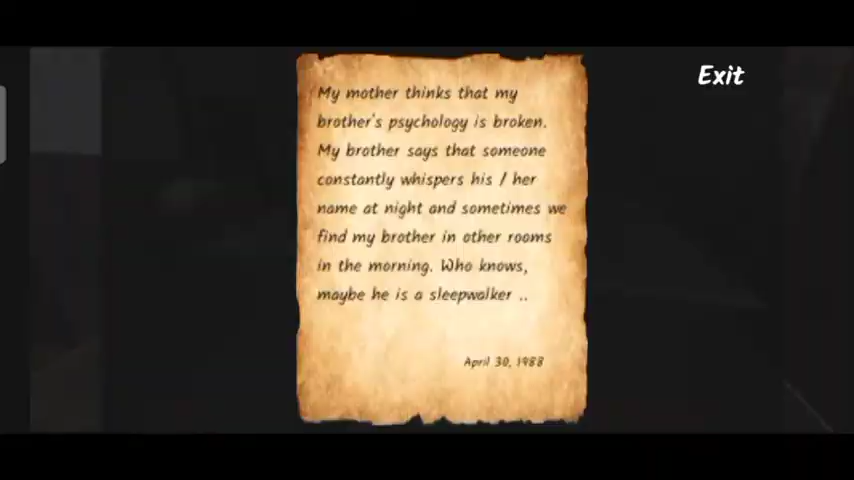 Exit
My mother thinks that my
brother's psychology is broken.
My brother says that someone
constantly whispers his / her
name at night and sometimes we
find my brother in other rooms
in the morning. Who knows,
maybe he is a sleepwalker ..
April 30, 1988